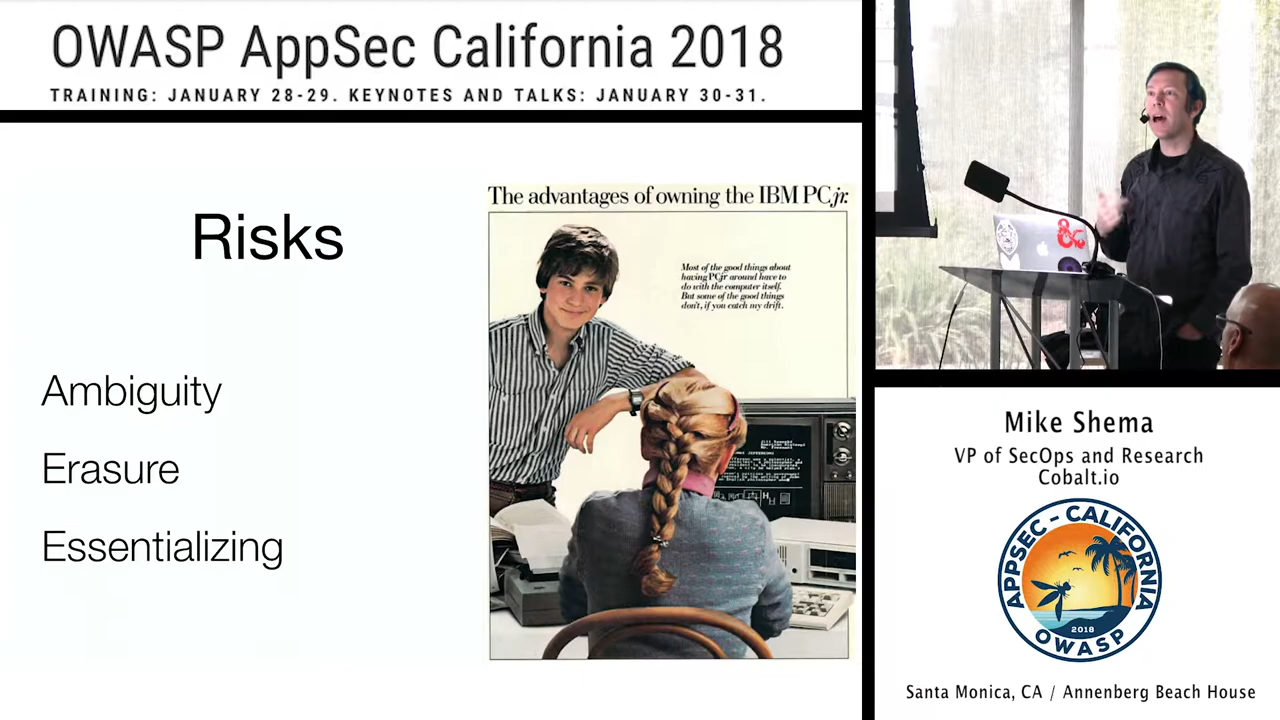 OWASP AppSec California 2018
TRAINING: JANUARY 28-29. KEYNOTES AND TALKS: JANUARY 30-31.
Risks
Ambiguity
Erasure
Essentializing
The advantages of owning the IBM PCjr.
Most of the good things about
having PCjr around have to
do with the computer itself.
But some of the good things
don't, if you catch my drift.
Mike Shema
VP of SecOps and Research
Cobalt.io
APPSEC - CALIFORNIA
2018
OWASP
Santa Monica, CA / Annenberg Beach House